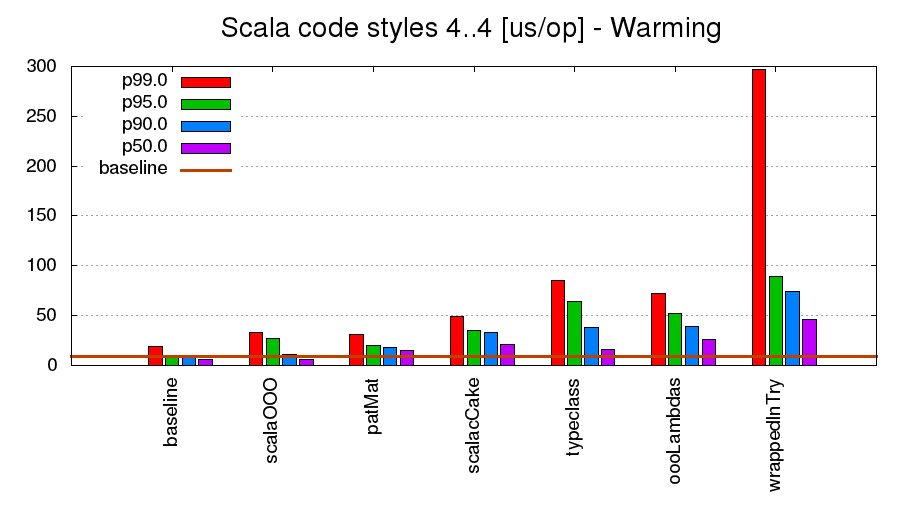 Scala code styles 4..4 [us/op] - Warming
300
250
200
150
100
50
0
p99.0
p95.0
p90.0
p50.0
baseline
baseline
scalaOOO
patMat
scalacCake
typeclass
oooLambdas
wrappedInTry